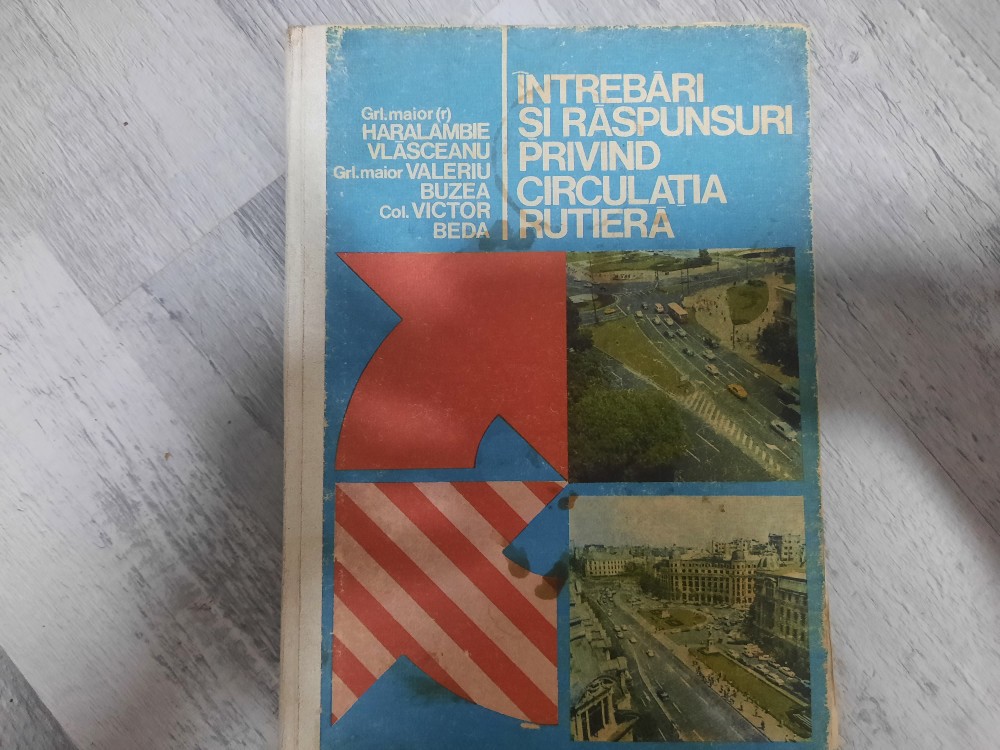 Grl. maior (r)
HARALAMBIE
VLĂSCEANU
Grl. maior VALERIU
BUZEA
Col. VICTOR
BEDA
ÎNTREBĂRI
ȘI RĂSPUNSURI
PRIVIND
CIRCULAȚIA
RUTIERĂ